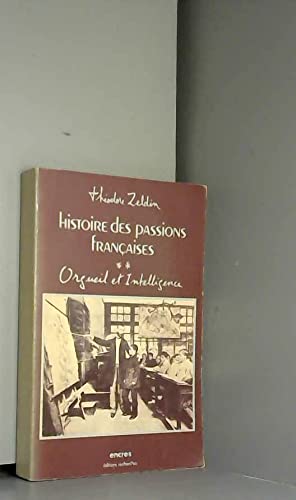 théodore Zeldin
histoire des passions
françaises
**
Orgueil et Intelligence
encres
éditions recherches